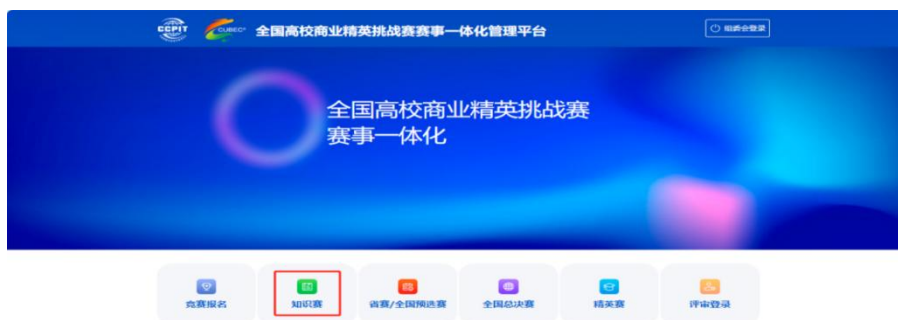 CCPIT CUBEC 全国高校商业精英挑战赛赛事一体化管理平台 组委会登录
全国高校商业精英挑战赛
赛事一体化
竞赛报名 知识赛 省赛/全国预选赛 全国总决赛 精英赛 评审登录